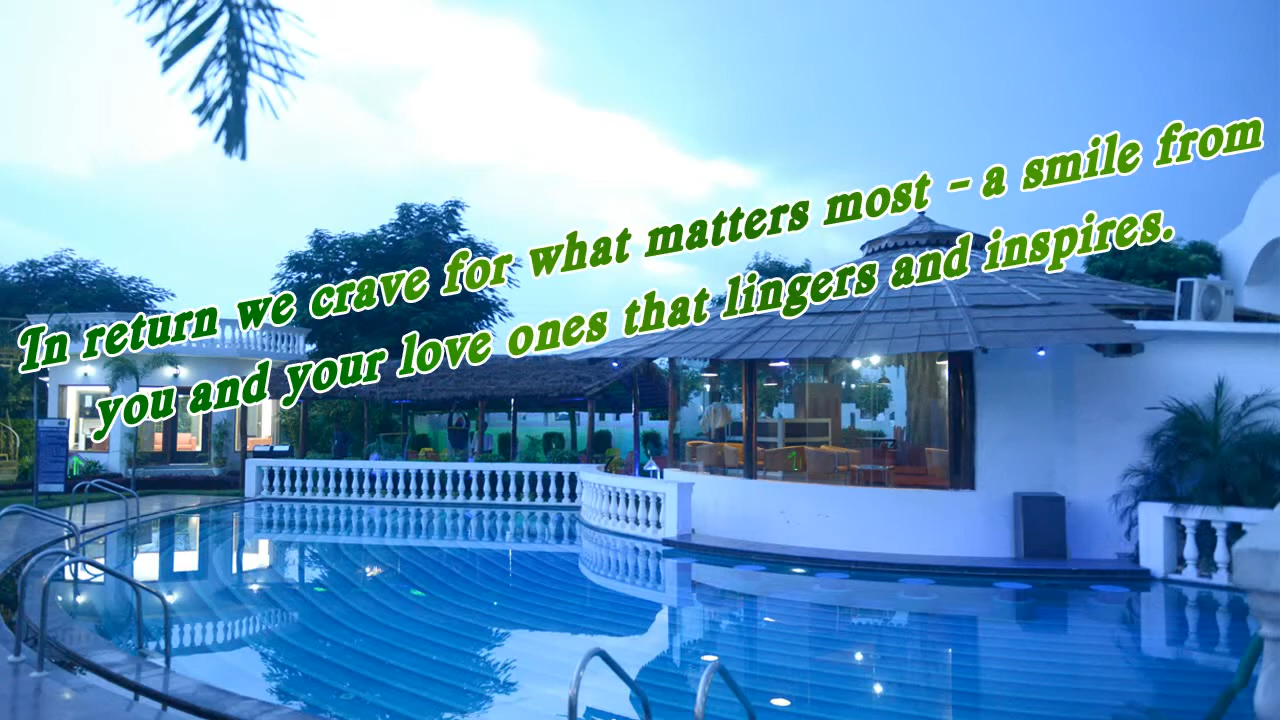 In return we crave for what matters most - a smile from
you and your love ones that lingers and inspires.